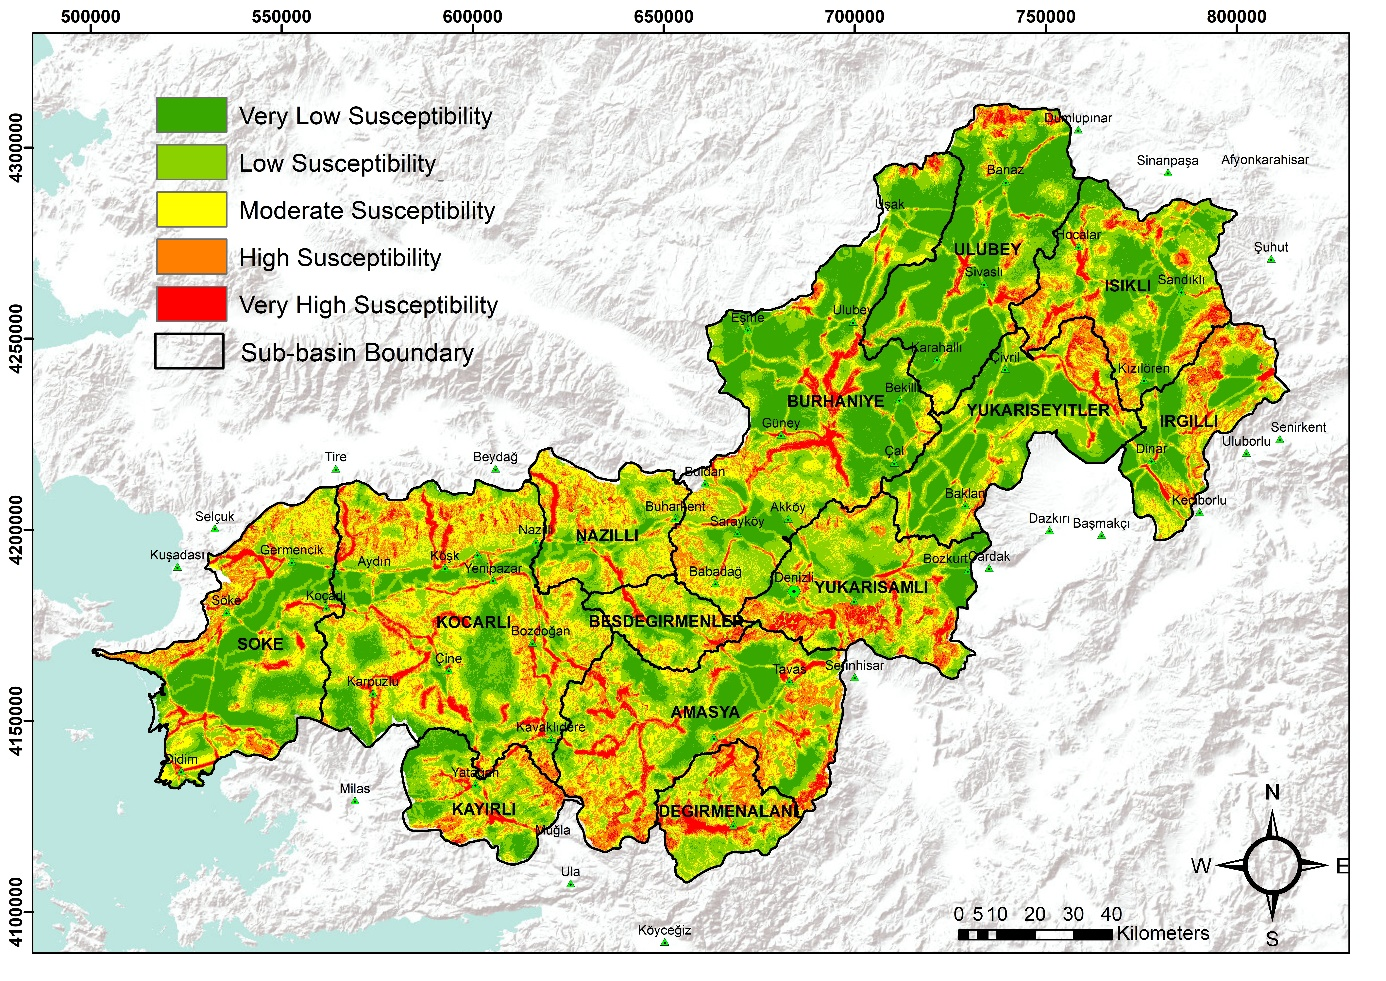 500000 550000 600000 650000 700000 750000 800000
4300000
4250000
4200000
4150000
4100000
Very Low Susceptibility
Low Susceptibility
Moderate Susceptibility
High Susceptibility
Very High Susceptibility
Sub-basin Boundary
Dumlupınar
Sinanpaşa
Afyonkarahisar
Banaz
Uşak
Hocalar
Şuhut
ULUBEY
Sivaslı
ISIKLI
Sandıklı
Eşme
Ulubey
Karahallı
Çivril
Kızılören
Bekilli
BURHANIYE
YUKARISEYITLER
IRGILLI
Güney
Senirkent
Uluborlu
Çal
Dinar
Tire
Beydağ
Buldan
Baklan
Keçiborlu
Buharkent
Akköy
Selçuk
Sarayköy
Dazkırı
Başmakçı
Nazilli
NAZILLI
Kuşadası
Germencik
Aydın
Köşk
Yenipazar
Babadağ
Bozkurt
Çardak
Denizli
YUKARISAMLI
Söke
Koçarlı
KOCARLI
BESDEGIRMENLER
Bozdoğan
SOKE
Çine
Tavas
Serinhisar
Karpuzlu
AMASYA
Kavaklıdere
Didim
Yatağan
Milas
KAYIRLI
DEGIRMENALANI
Muğla
Ula
Köyceğiz
N
W E
S
0 5 10 20 30 40
Kilometers